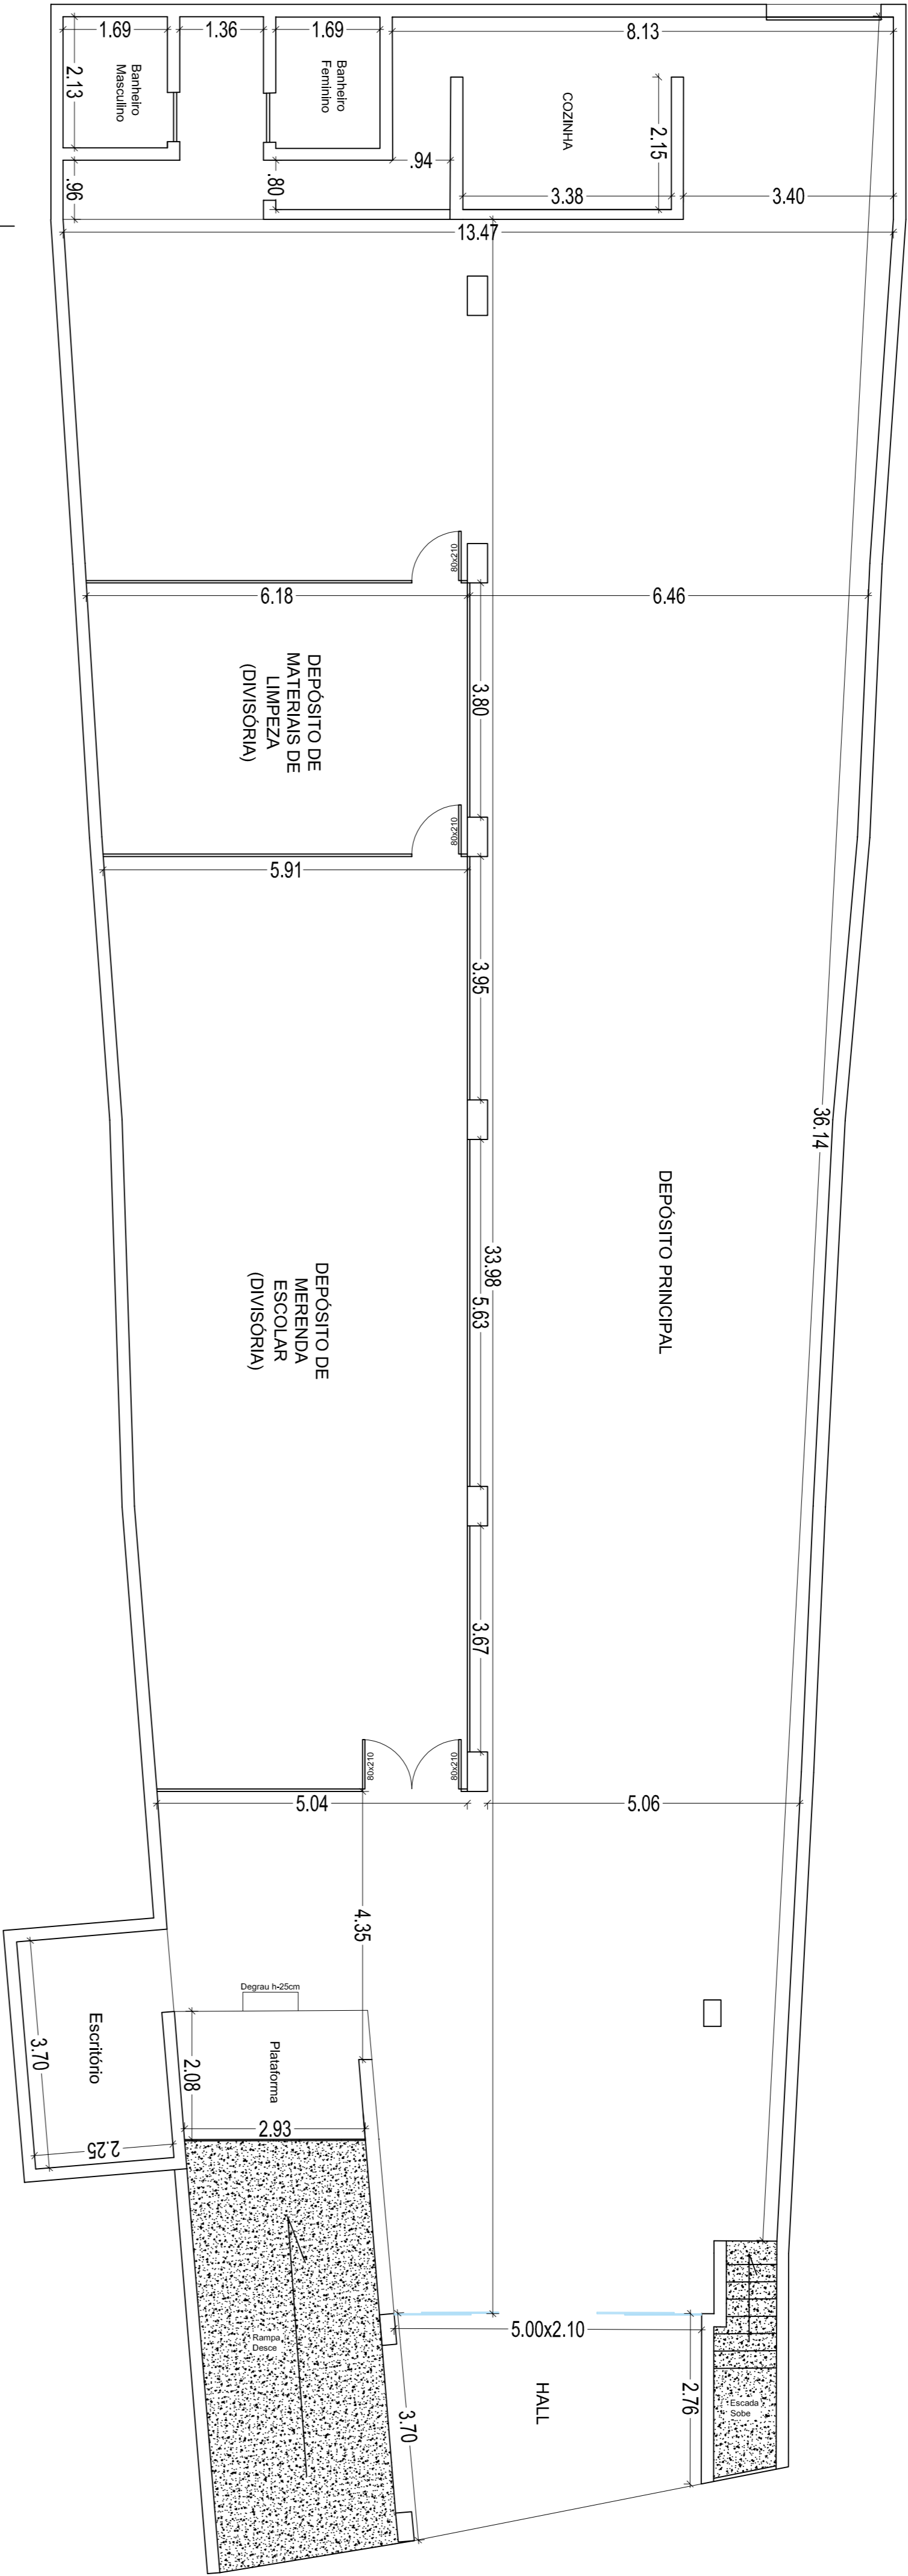 1.69
1.36
1.69
8.13
Banheiro
Masculino
2.13
Banheiro
Feminino
COZINHA
2.15
.94
.96
.80
3.38
3.40
13.47
80x210
6.18
6.46
DEPÓSITO DE
MATERIAIS DE
LIMPEZA
(DIVISÓRIA)
3.80
80x210
5.91
3.95
36.14
DEPÓSITO PRINCIPAL
33.98
DEPÓSITO DE
MERENDA
ESCOLAR
(DIVISÓRIA)
5.63
3.67
80x210
80x210
5.04
5.06
4.35
Degrau h-25cm
Escritório
3.70
2.25
Plataforma
2.08
2.93
Rampa
Desce
5.00x2.10
HALL
3.70
2.76
Escada
Sobe